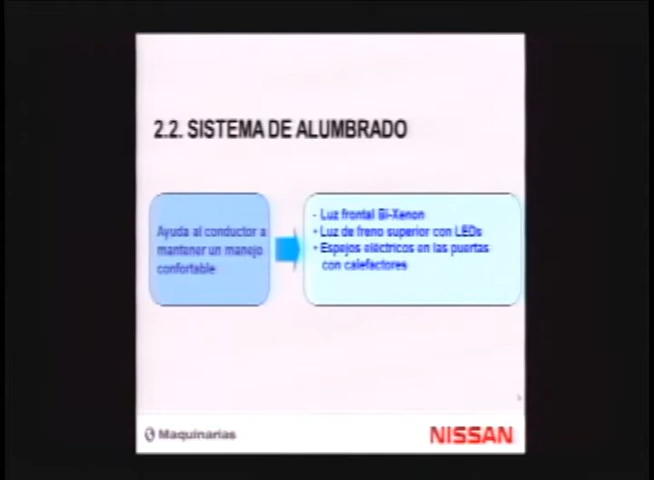 2.2. SISTEMA DE ALUMBRADO
Ayuda al conductor a
mantener un manejo
confortable
- Luz frontal Bi-Xenon
• Luz de freno superior con LEDs
• Espejos eléctricos en las puertas
con calefactores
Maquinarias
NISSAN